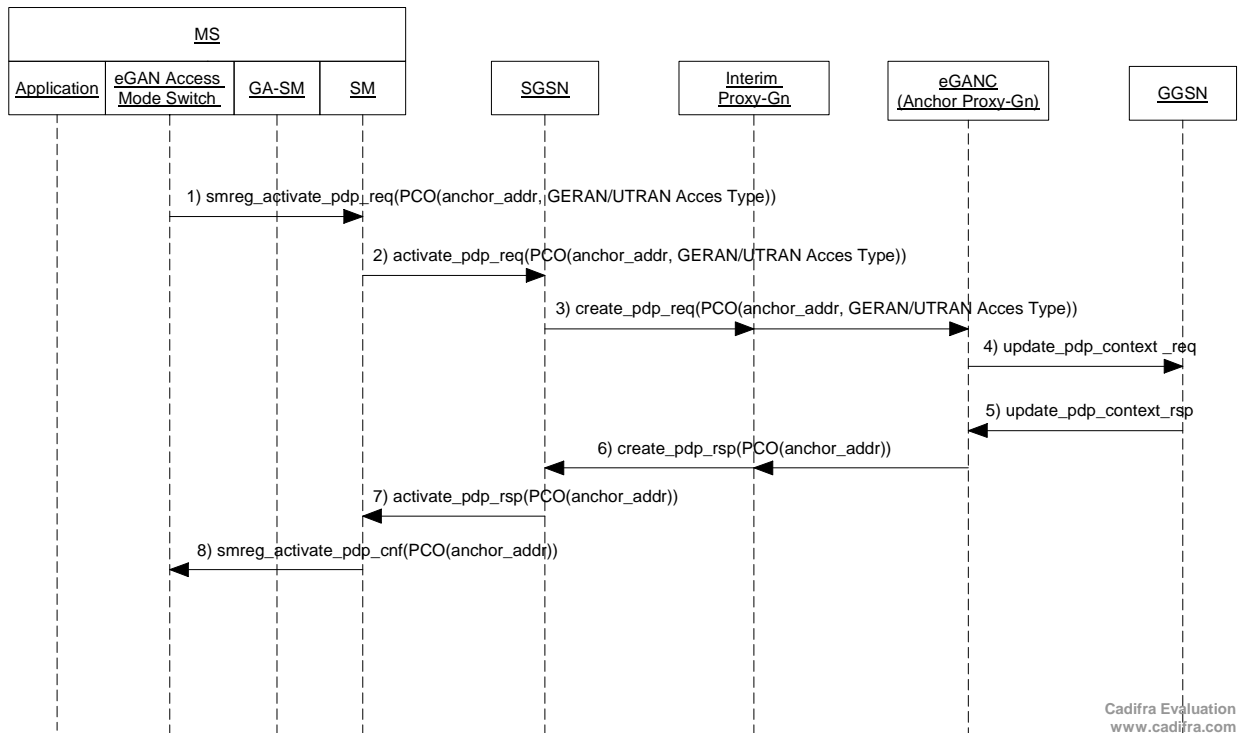 MS
Application
eGAN Access
Mode Switch
GA-SM
SM
SGSN
Interim
Proxy-Gn
eGANC
(Anchor Proxy-Gn)
GGSN
1) smreg_activate_pdp_req(PCO(anchor_addr, GERAN/UTRAN Acces Type))
2) activate_pdp_req(PCO(anchor_addr, GERAN/UTRAN Acces Type))
3) create_pdp_req(PCO(anchor_addr, GERAN/UTRAN Acces Type))
4) update_pdp_context _req
5) update_pdp_context_rsp
6) create_pdp_rsp(PCO(anchor_addr))
7) activate_pdp_rsp(PCO(anchor_addr))
8) smreg_activate_pdp_cnf(PCO(anchor_addr))
Cadifra Evaluation
www.cadifra.com